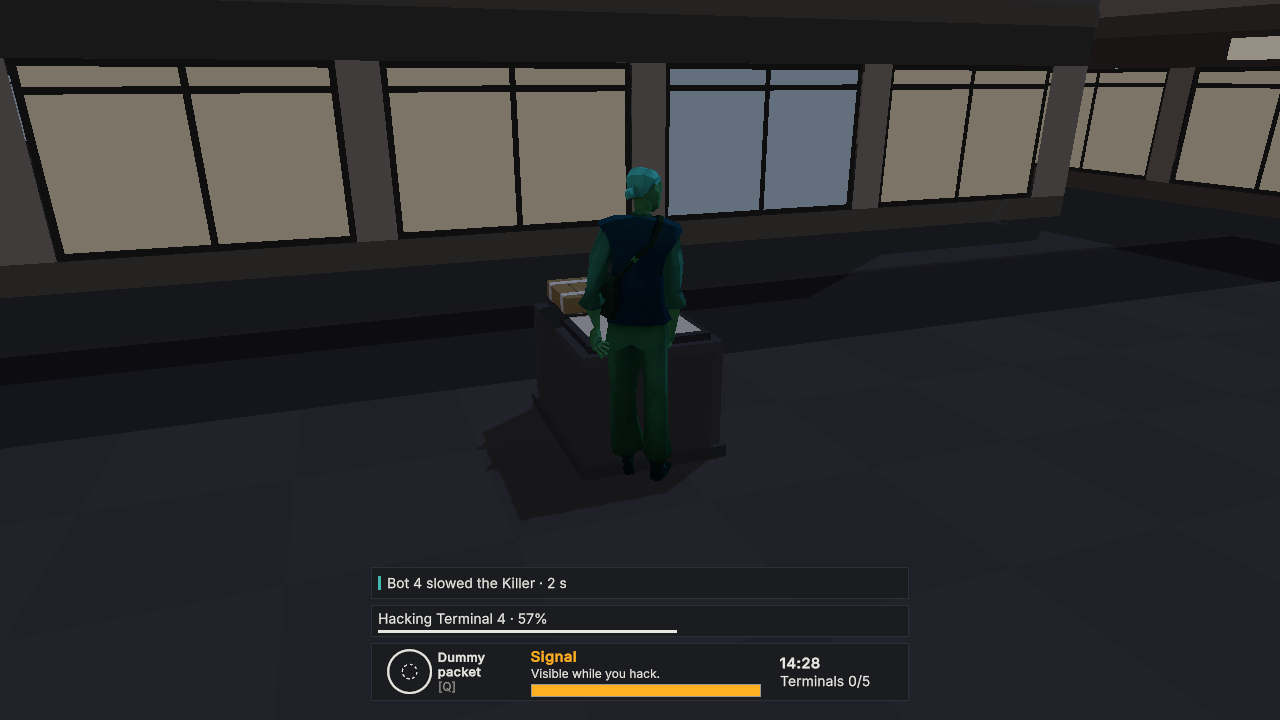 Bot 4 slowed the Killer · 2 s
Hacking Terminal 4 · 57%
Dummy packet
[Q]
Signal
Visible while you hack.
14:28
Terminals 0/5